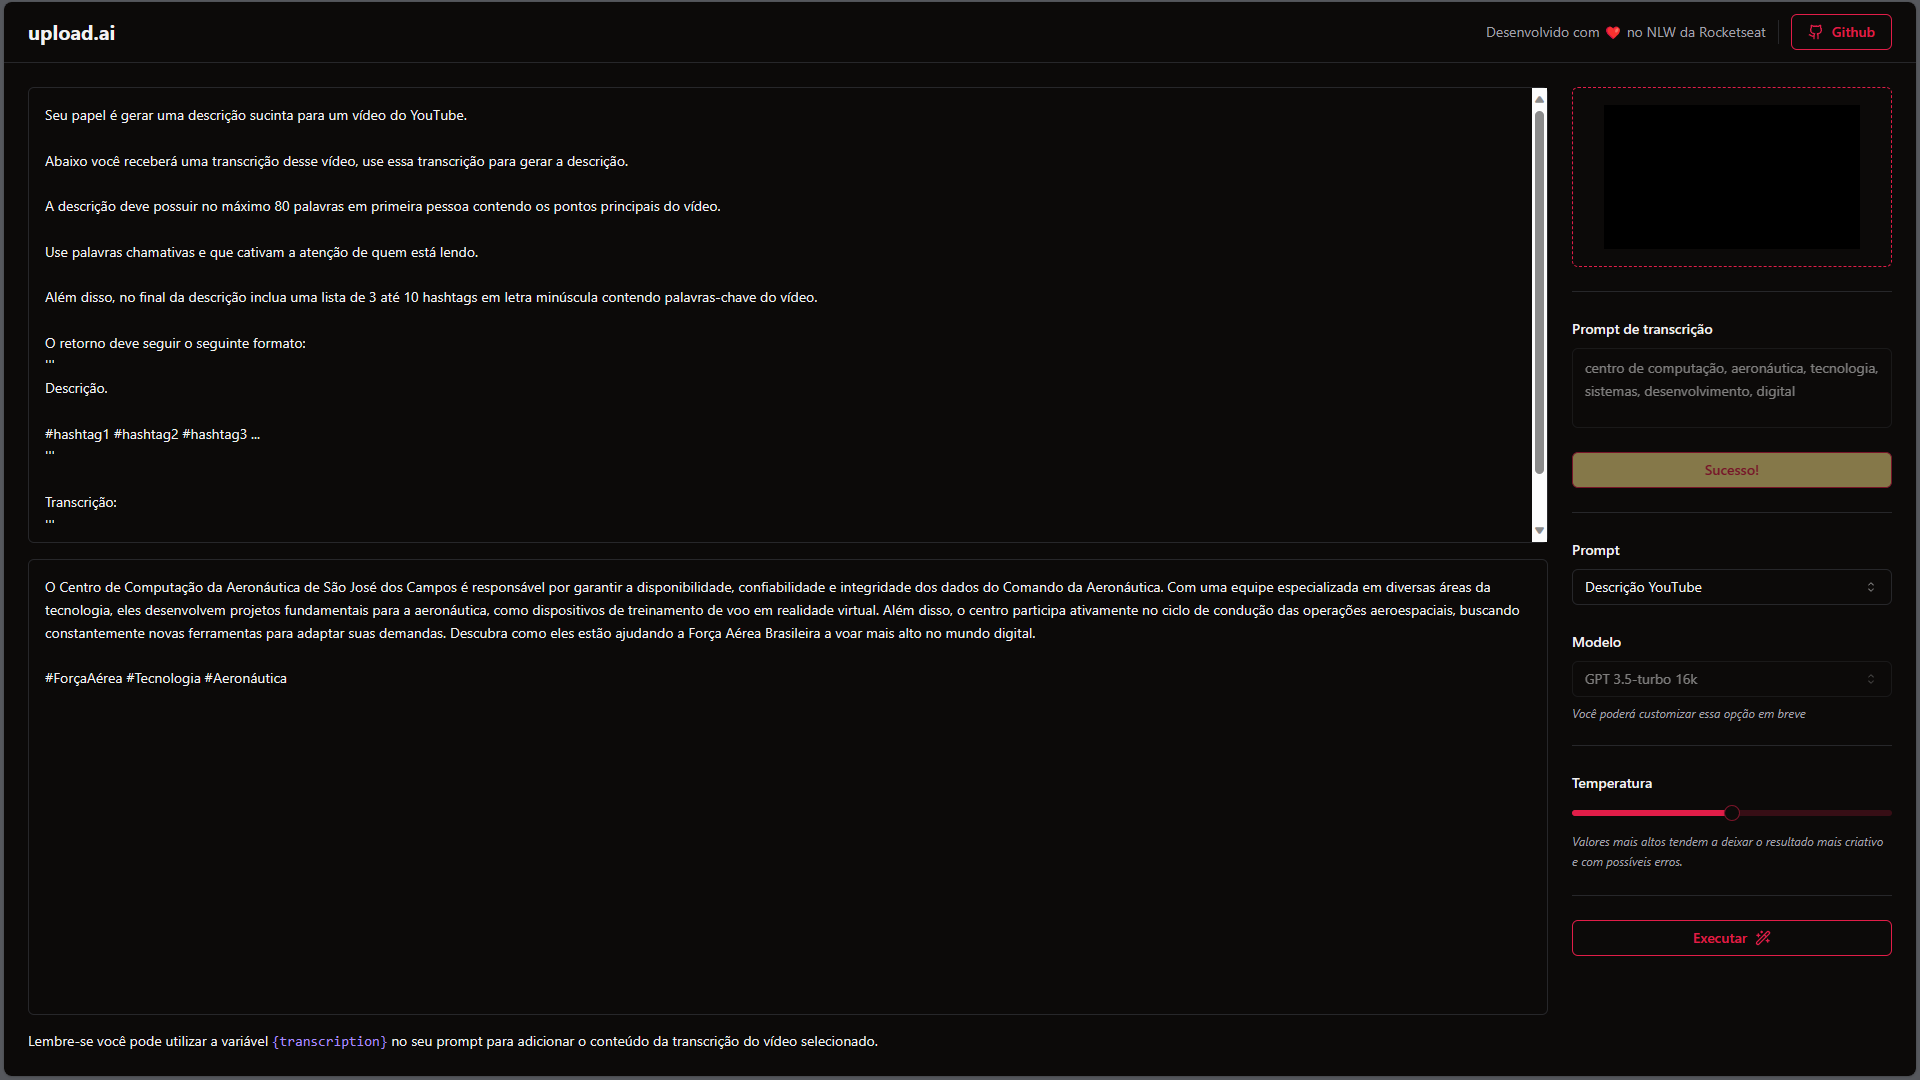 upload.ai
Desenvolvido com ❤️ no NLW da Rocketseat
Github
Seu papel é gerar uma descrição sucinta para um vídeo do YouTube.
Abaixo você receberá uma transcrição desse vídeo, use essa transcrição para gerar a descrição.
A descrição deve possuir no máximo 80 palavras em primeira pessoa contendo os pontos principais do vídeo.
Use palavras chamativas e que cativam a atenção de quem está lendo.
Além disso, no final da descrição inclua uma lista de 3 até 10 hashtags em letra minúscula contendo palavras-chave do vídeo.
O retorno deve seguir o seguinte formato:
'''
Descrição.
#hashtag1 #hashtag2 #hashtag3 ...
'''
Transcrição:
'''
O Centro de Computação da Aeronáutica de São José dos Campos é responsável por garantir a disponibilidade, confiabilidade e integridade dos dados do Comando da Aeronáutica. Com uma equipe especializada em diversas áreas da
tecnologia, eles desenvolvem projetos fundamentais para a aeronáutica, como dispositivos de treinamento de voo em realidade virtual. Além disso, o centro participa ativamente no ciclo de condução das operações aeroespaciais, buscando
constantemente novas ferramentas para adaptar suas demandas. Descubra como eles estão ajudando a Força Aérea Brasileira a voar mais alto no mundo digital.
#ForçaAérea #Tecnologia #Aeronáutica
Lembre-se você pode utilizar a variável {transcription} no seu prompt para adicionar o conteúdo da transcrição do vídeo selecionado.
Prompt de transcrição
centro de computação, aeronáutica, tecnologia,
sistemas, desenvolvimento, digital
Sucesso!
Prompt
Descrição YouTube
Modelo
GPT 3.5-turbo 16k
Você poderá customizar essa opção em breve
Temperatura
Valores mais altos tendem a deixar o resultado mais criativo
e com possíveis erros.
Executar